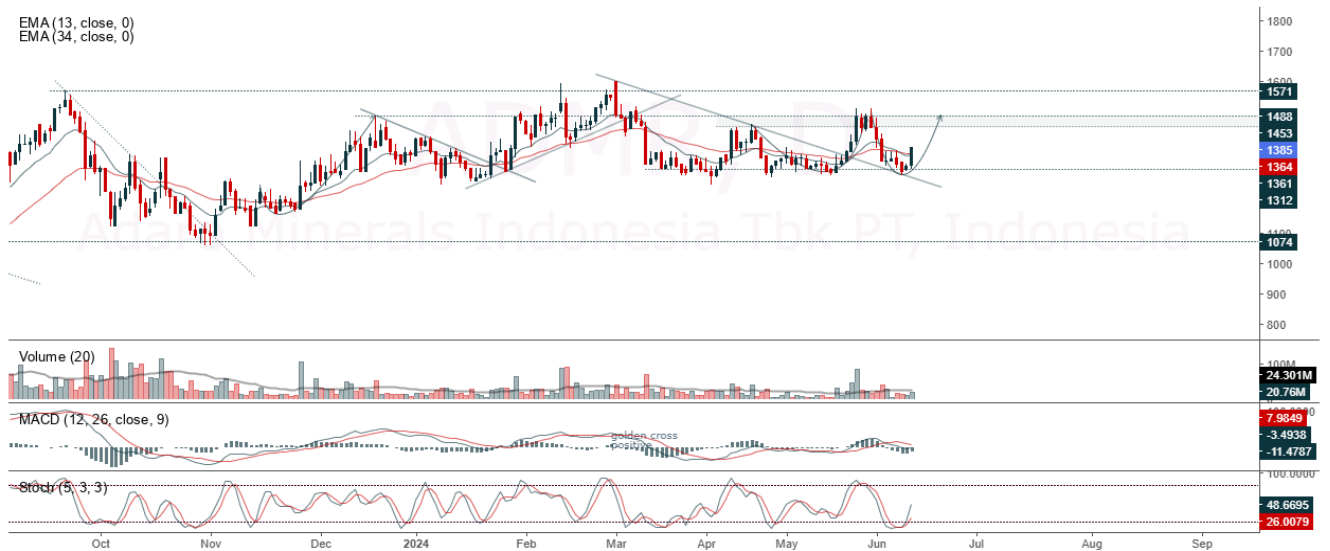 EMA (13, close, 0)
EMA (34, close, 0)
ADMR, D
Adaro Minerals Indonesia Tbk PT, Indonesia
1800
1700
1600
1571
1488
1453
1385
1364
1361
1312
1100
1074
1000
900
800
Volume (20)
100M
24.301M
20.76M
MACD (12, 26, close, 9)
golden cross
positive
7.9849
-3.4938
-11.4787
Stoch (5, 3, 3)
100.0000
48.6695
26.0079
Oct Nov Dec 2024 Feb Mar Apr May Jun Jul Aug Sep